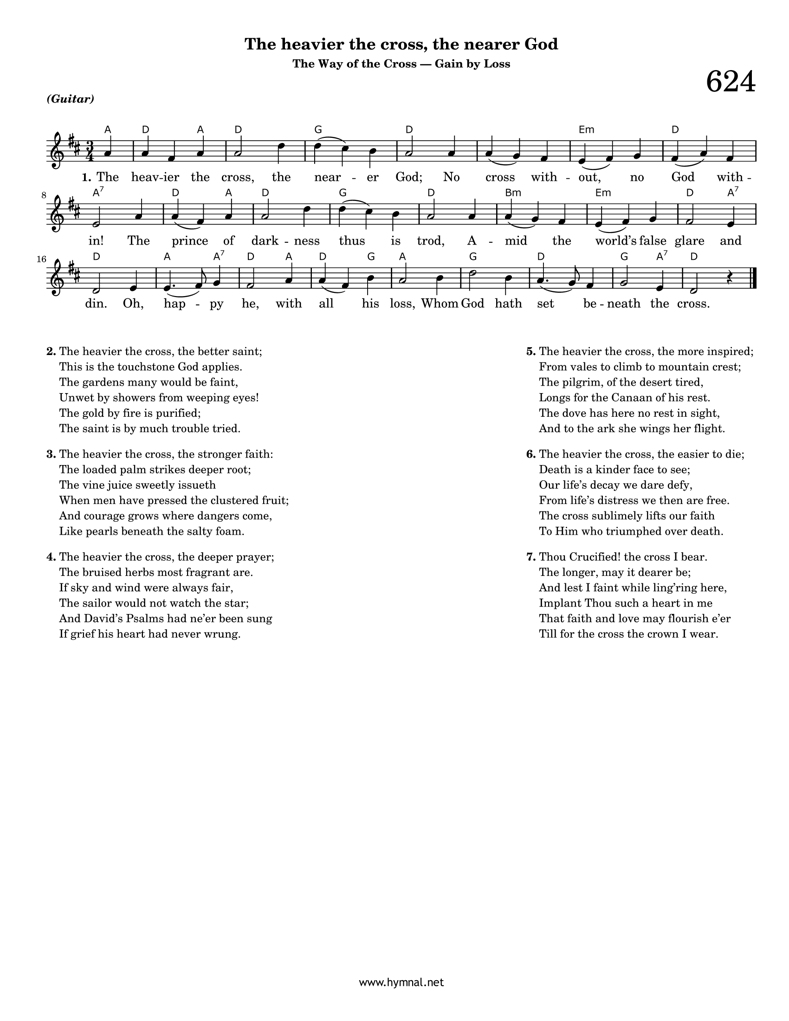 The heavier the cross, the nearer God
The Way of the Cross — Gain by Loss
624
(Guitar)
A D A D G D Em D
3/4
1. The heav-ier the cross, the near - er God; No cross with - out, no God with-
8
A7 D A D G D Bm Em D A7
in! The prince of dark - ness thus is trod, A - mid the world's false glare and
16
D A A7 D A D G A G D G A7 D
din. Oh, hap - py he, with all his loss, Whom God hath set be - neath the cross.
2. The heavier the cross, the better saint;
This is the touchstone God applies.
The gardens many would be faint,
Unwet by showers from weeping eyes!
The gold by fire is purified;
The saint is by much trouble tried.
3. The heavier the cross, the stronger faith:
The loaded palm strikes deeper root;
The vine juice sweetly issueth
When men have pressed the clustered fruit;
And courage grows where dangers come,
Like pearls beneath the salty foam.
4. The heavier the cross, the deeper prayer;
The bruised herbs most fragrant are.
If sky and wind were always fair,
The sailor would not watch the star;
And David's Psalms had ne'er been sung
If grief his heart had never wrung.
5. The heavier the cross, the more inspired;
From vales to climb to mountain crest;
The pilgrim, of the desert tired,
Longs for the Canaan of his rest.
The dove has here no rest in sight,
And to the ark she wings her flight.
6. The heavier the cross, the easier to die;
Death is a kinder face to see;
Our life's decay we dare defy,
From life's distress we then are free.
The cross sublimely lifts our faith
To Him who triumphed over death.
7. Thou Crucified! the cross I bear.
The longer, may it dearer be;
And lest I faint while ling'ring here,
Implant Thou such a heart in me
That faith and love may flourish e'er
Till for the cross the crown I wear.
www.hymnal.net